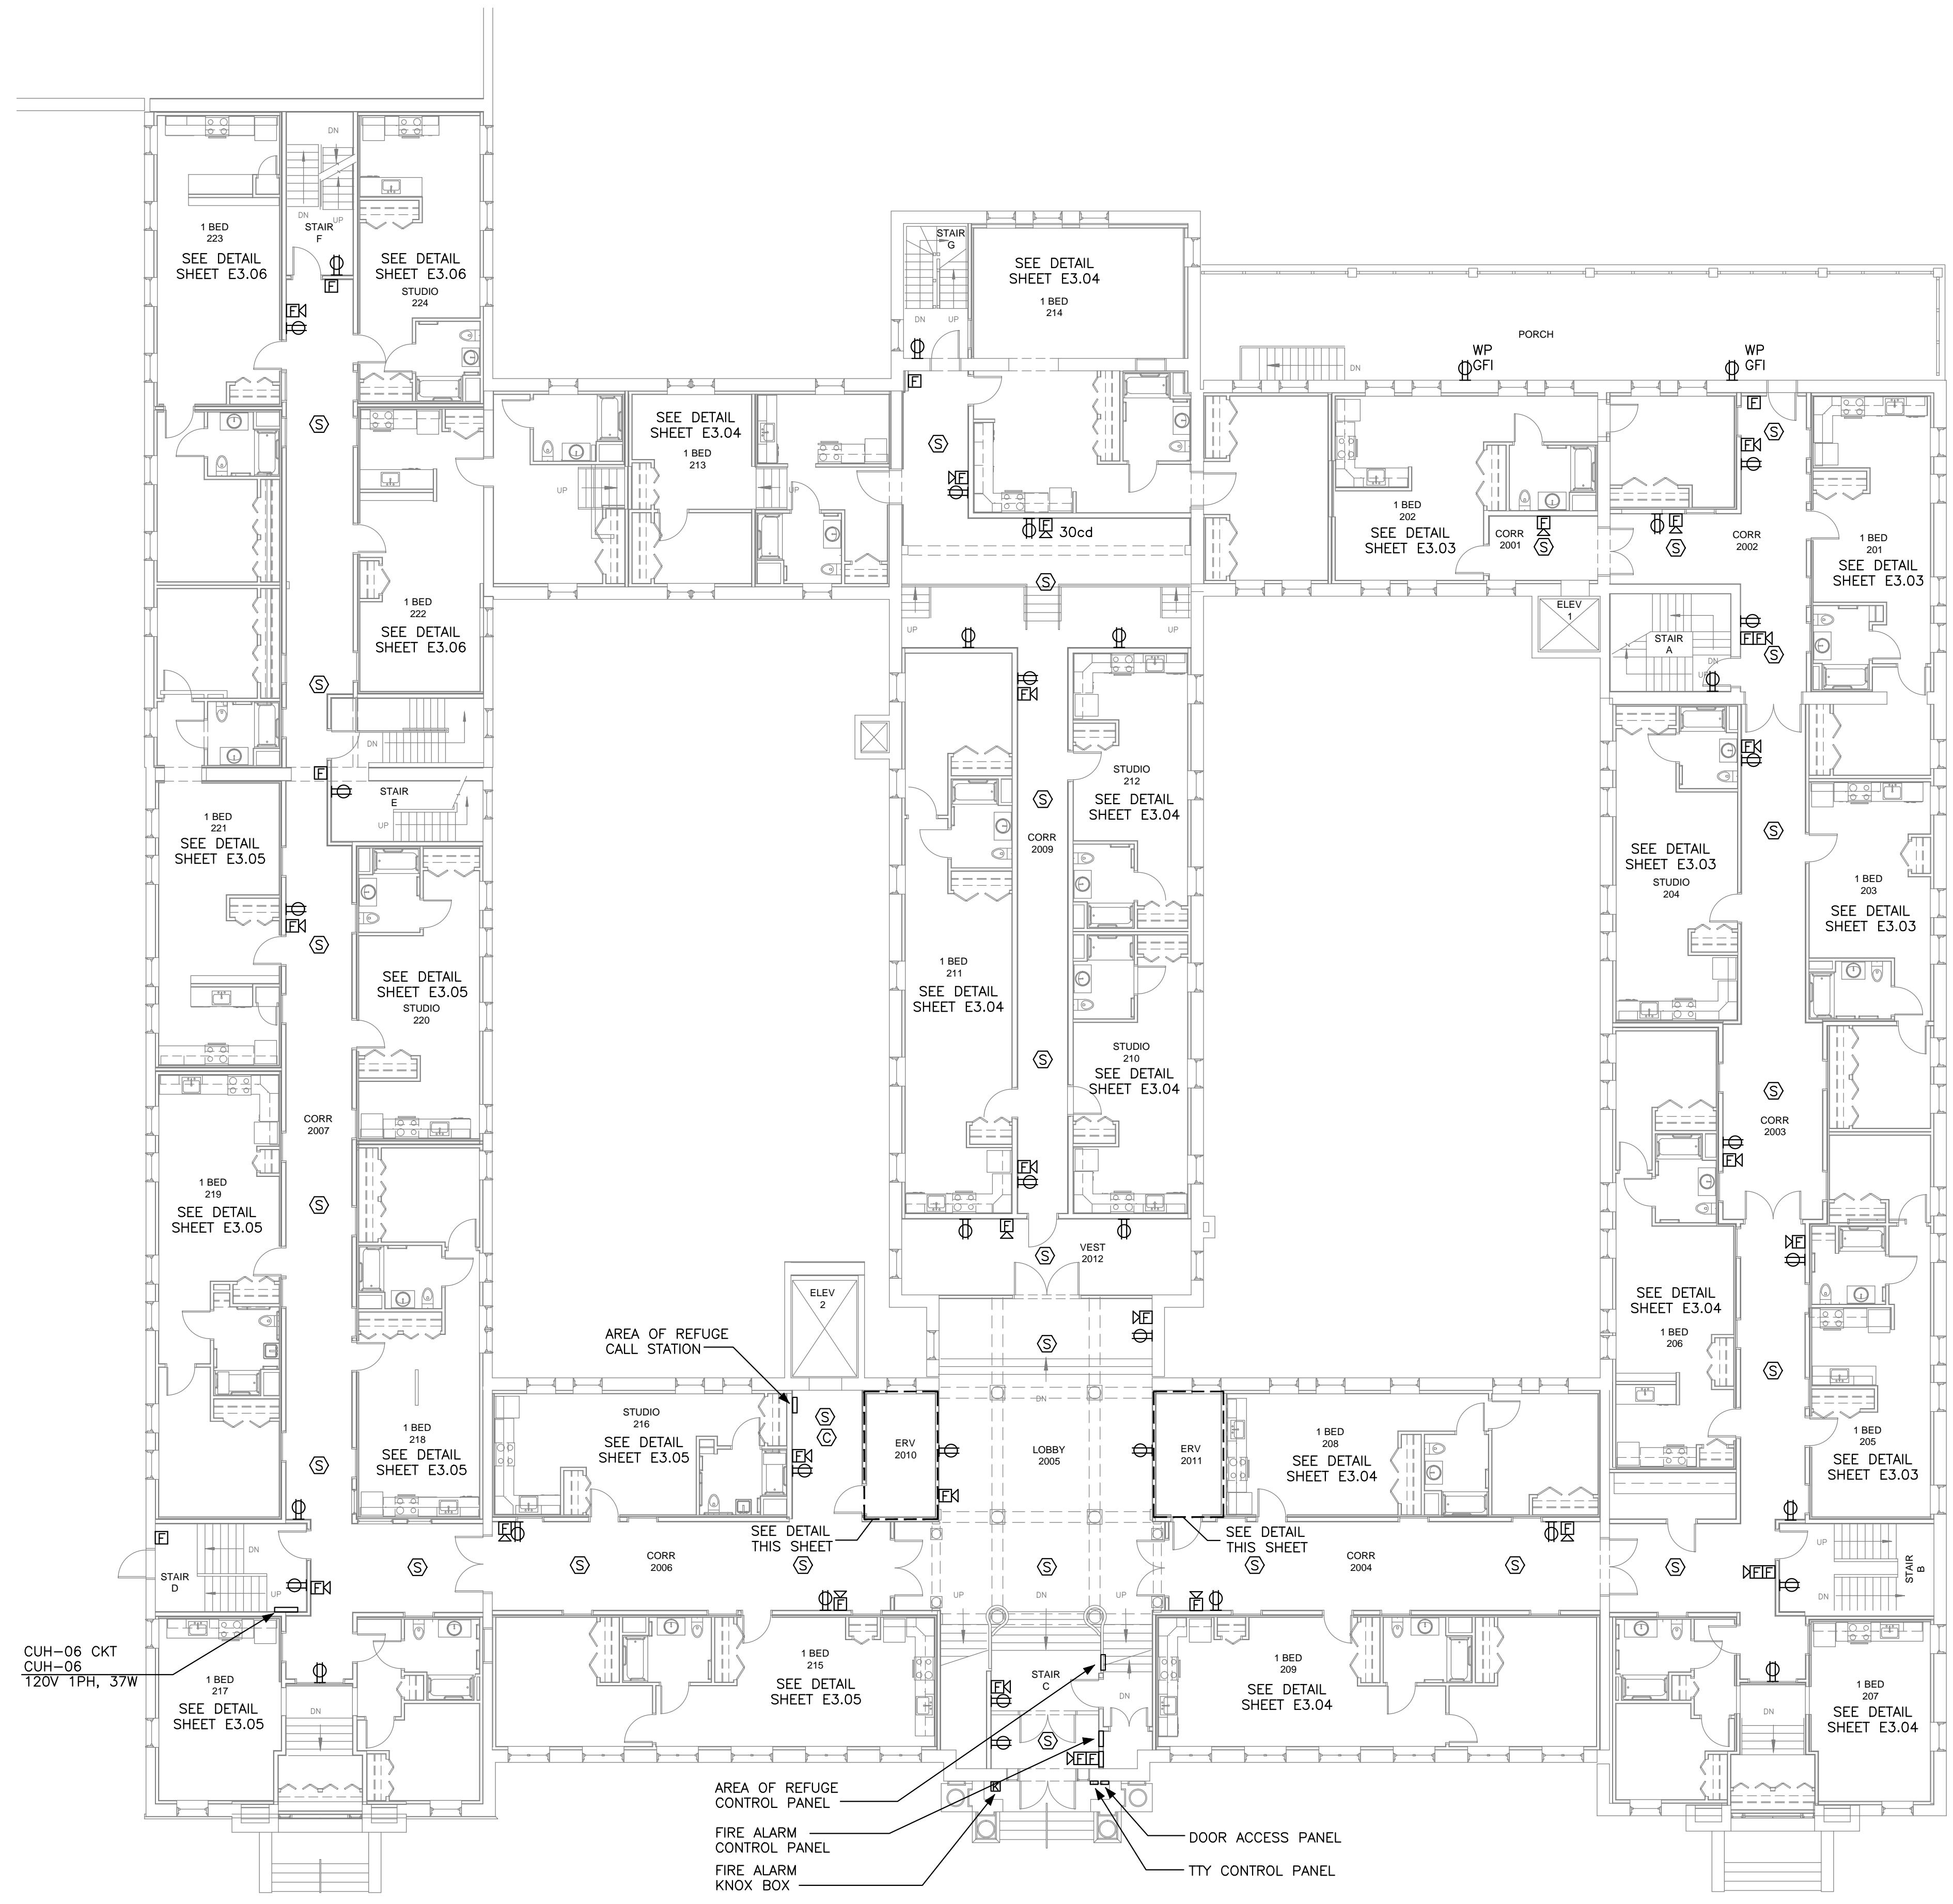 DN
DN
UP
STAIR
F
1 BED
223
SEE DETAIL
SHEET E3.06
SEE DETAIL
SHEET E3.06
STUDIO
224
F
F
S
STAIR
G
DN
UP
SEE DETAIL
SHEET E3.04
1 BED
214
F
PORCH
WP
GFI
WP
GFI
DN
F
F
S
SEE DETAIL
SHEET E3.04
1 BED
213
UP
UP
S
F
F
30cd
S
1 BED
202
SEE DETAIL
SHEET E3.03
CORR
2001
F
S
F
S
CORR
2002
1 BED
201
SEE DETAIL
SHEET E3.03
ELEV
1
STAIR
A
DN
UP
F F
S
1 BED
222
SEE DETAIL
SHEET E3.06
S
UP
UP
F
F
DN
F
STAIR
E
UP
1 BED
221
SEE DETAIL
SHEET E3.05
F
S
SEE DETAIL
SHEET E3.05
STUDIO
220
STUDIO
212
SEE DETAIL
SHEET E3.04
S
CORR
2009
1 BED
211
SEE DETAIL
SHEET E3.04
S
STUDIO
210
SEE DETAIL
SHEET E3.04
S
SEE DETAIL
SHEET E3.03
STUDIO
204
1 BED
203
SEE DETAIL
SHEET E3.03
S
CORR
2003
F
CORR
2007
1 BED
219
SEE DETAIL
SHEET E3.05
S
F
F
S
VEST
2012
F
F
SEE DETAIL
SHEET E3.04
1 BED
206
S
1 BED
205
SEE DETAIL
SHEET E3.03
ELEV
2
AREA OF REFUGE
CALL STATION
S
DN
1 BED
218
SEE DETAIL
SHEET E3.05
S
STUDIO
216
SEE DETAIL
SHEET E3.05
S
C
F
ERV
2010
F
LOBBY
2005
ERV
2011
1 BED
208
SEE DETAIL
SHEET E3.04
SEE DETAIL
THIS SHEET
SEE DETAIL
THIS SHEET
F
DN
STAIR
D
UP
F
S
F
S
CORR
2006
S
F
UP
S
DN
UP
S
CORR
2004
F
S
F
S
F F
UP
DN
STAIR
B
CUH-06 CKT
CUH-06
120V 1PH, 37W
1 BED
217
SEE DETAIL
SHEET E3.05
DN
1 BED
215
SEE DETAIL
SHEET E3.05
STAIR
C
F
DN
S
F F
K
1 BED
209
SEE DETAIL
SHEET E3.04
DN
1 BED
207
SEE DETAIL
SHEET E3.04
AREA OF REFUGE
CONTROL PANEL
FIRE ALARM
CONTROL PANEL
FIRE ALARM
KNOX BOX
DOOR ACCESS PANEL
TTY CONTROL PANEL